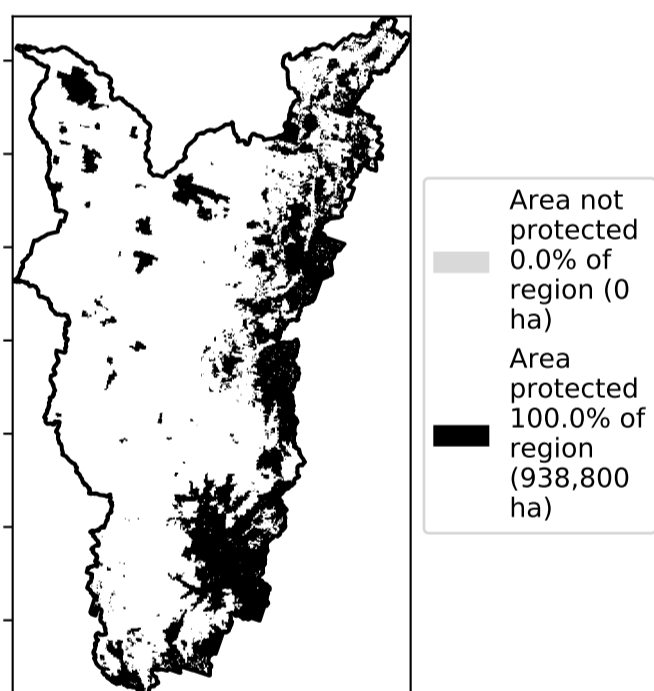 Area not
protected
0.0% of
region (0
ha)
Area
protected
100.0% of
region
(938,800
ha)